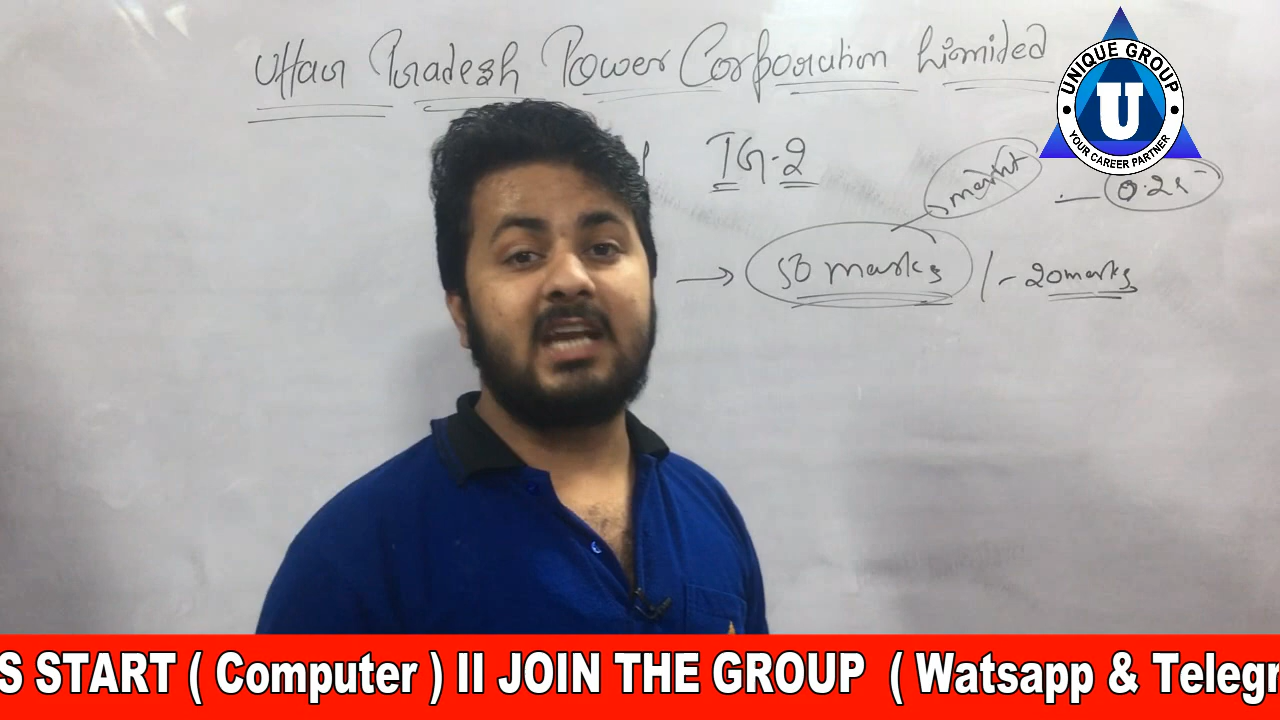 Uttar Pradesh Power Corporation Limited
UNIQUE GROUP
U
YOUR CAREER PARTNER
TG-2
0.25
→ 50 marks / - 20 marks
S START ( Computer ) II JOIN THE GROUP ( Watsapp & Telegr